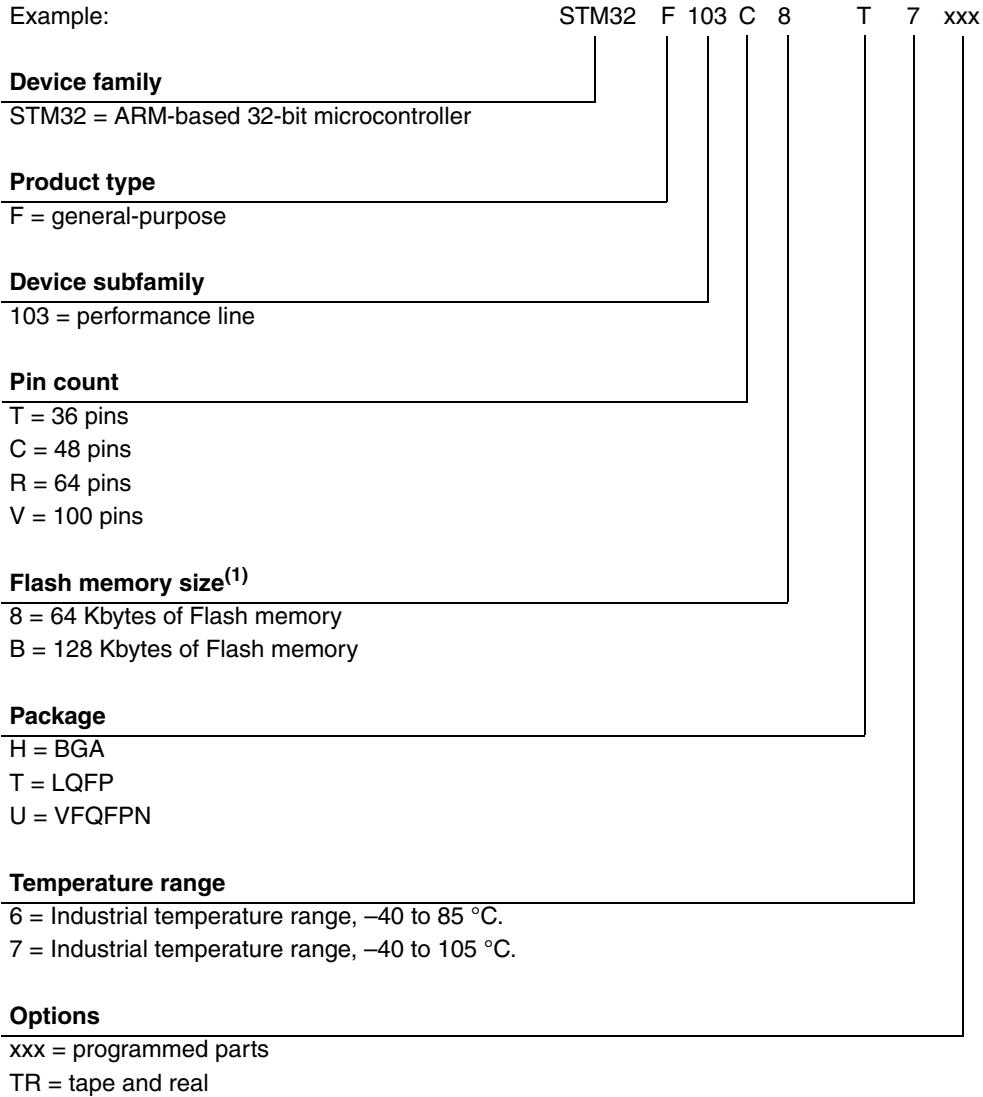 Example: STM32 F 103 C 8 T 7 xxx
Device family
STM32 = ARM-based 32-bit microcontroller
Product type
F = general-purpose
Device subfamily
103 = performance line
Pin count
T = 36 pins
C = 48 pins
R = 64 pins
V = 100 pins
Flash memory size(1)
8 = 64 Kbytes of Flash memory
B = 128 Kbytes of Flash memory
Package
H = BGA
T = LQFP
U = VFQFPN
Temperature range
6 = Industrial temperature range, –40 to 85 °C.
7 = Industrial temperature range, –40 to 105 °C.
Options
xxx = programmed parts
TR = tape and real